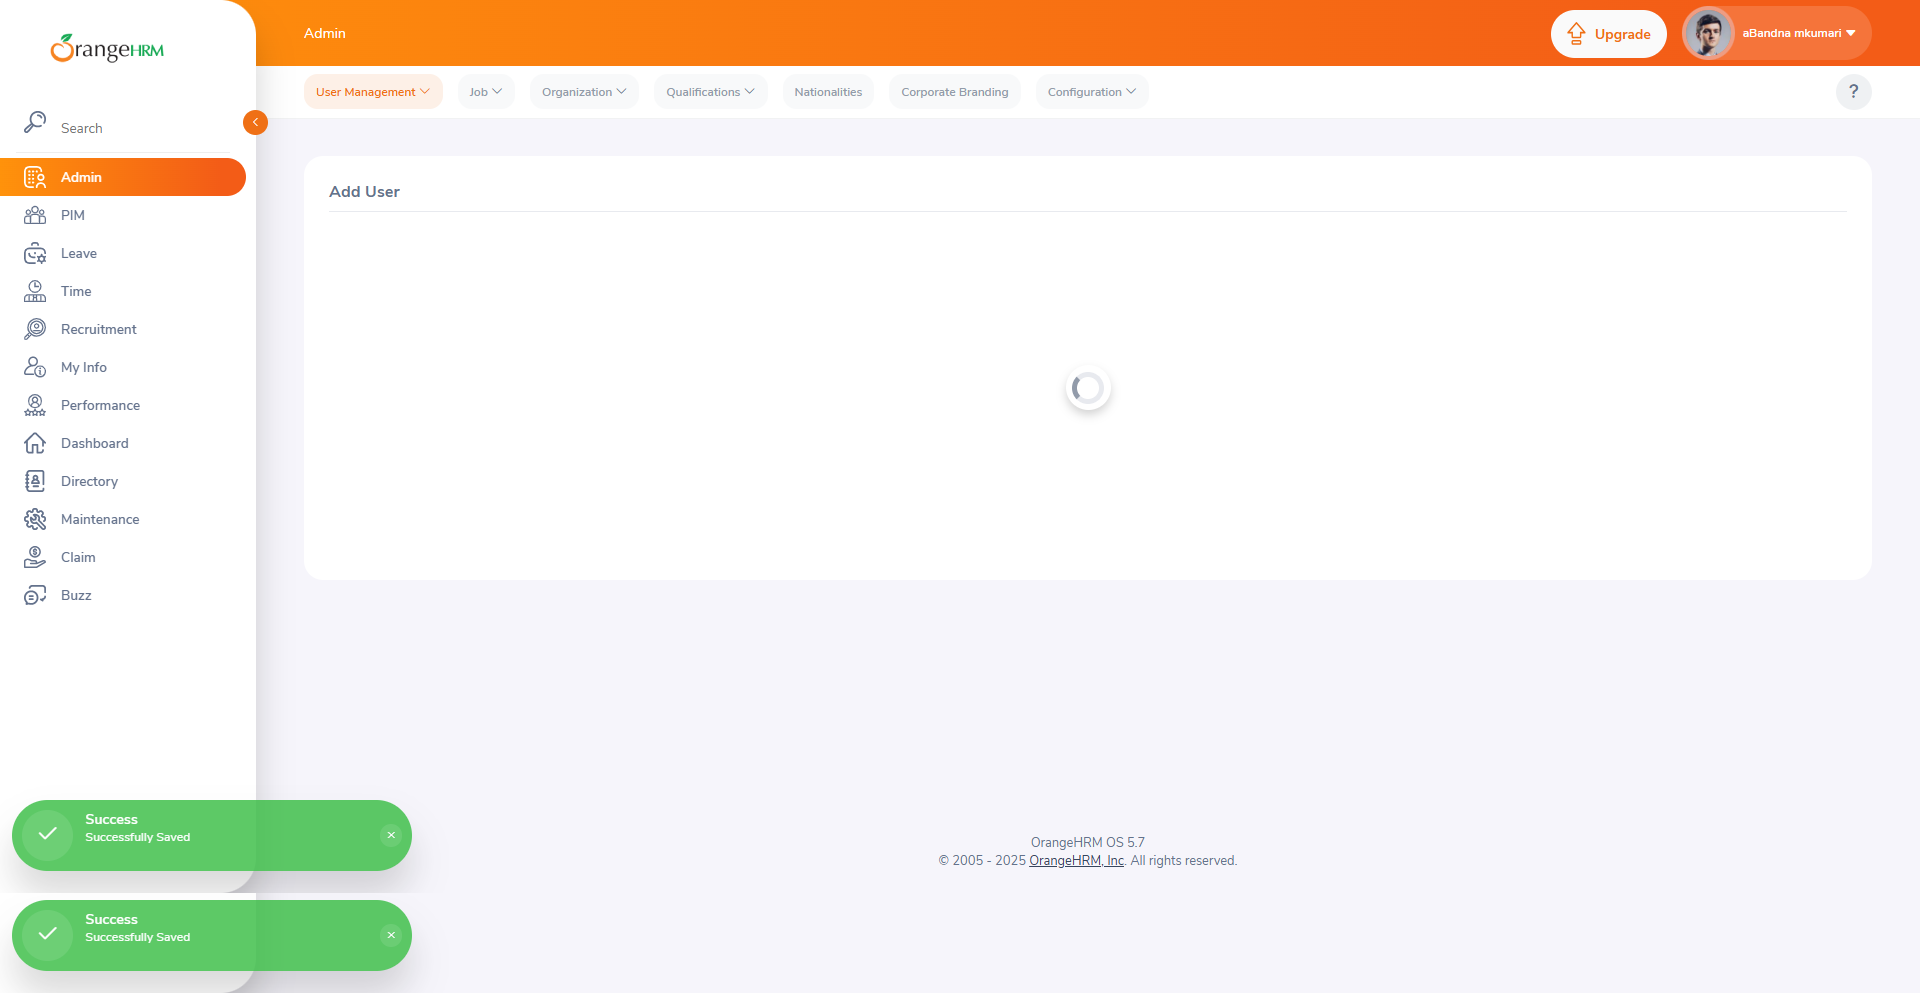 OrangeHRM
Admin
Upgrade
aBandna mkumari
User Management
Job
Organization
Qualifications
Nationalities
Corporate Branding
Configuration
?
Search
Admin
PIM
Leave
Time
Recruitment
My Info
Performance
Dashboard
Directory
Maintenance
Claim
Buzz
Add User
Success
Successfully Saved
Success
Successfully Saved
OrangeHRM OS 5.7
© 2005 - 2025 OrangeHRM, Inc. All rights reserved.